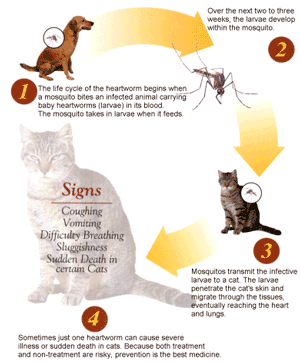 1
The life cycle of the heartworm begins when
a mosquito bites an infected animal carrying
baby heartworms (larvae) in its blood.
The mosquito takes in larvae when it feeds.
Over the next two to three
weeks, the larvae develop
within the mosquito.
2
3
Mosquitos transmit the infective
larvae to a cat. The larvae
penetrate the cat's skin and
migrate through the tissues,
eventually reaching the heart
and lungs.
Signs
Coughing
Vomiting
Difficulty Breathing
Sluggishness
Sudden Death in
certain Cats
4
Sometimes just one heartworm can cause severe
illness or sudden death in cats. Because both treatment
and non-treatment are risky, prevention is the best medicine.